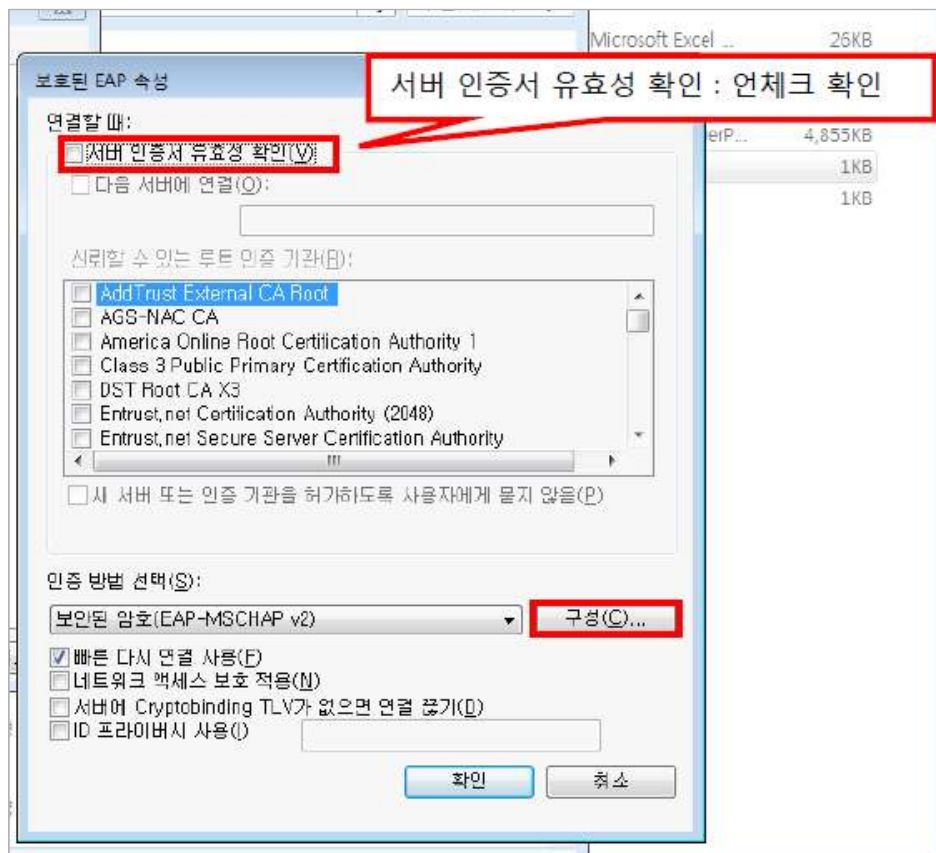 Microsoft Excel ... 26KB
보호된 EAP 속성
서버 인증서 유효성 확인 : 언체크 확인
연결할 때:
erP... 4,855KB
서버 인증서 유효성 확인(V)
1KB
다음 서버에 연결(O):
1KB
신뢰할 수 있는 루트 인증 기관(R):
AddTrust External CA Root
AGS-NAC CA
America Online Root Certification Authority 1
Class 3 Public Primary Certification Authority
DST Root CA X3
Entrust.net Certification Authority (2048)
Entrust.net Secure Server Certification Authority
새 서버 또는 인증 기관을 허가하도록 사용자에게 묻지 않음(P)
인증 방법 선택(S):
보안된 암호(EAP-MSCHAP v2)
구성(C)...
빠른 다시 연결 사용(F)
네트워크 액세스 보호 적용(N)
서버에 Cryptobinding TLV가 없으면 연결 끊기(D)
ID 프라이버시 사용(I)
확인
취소